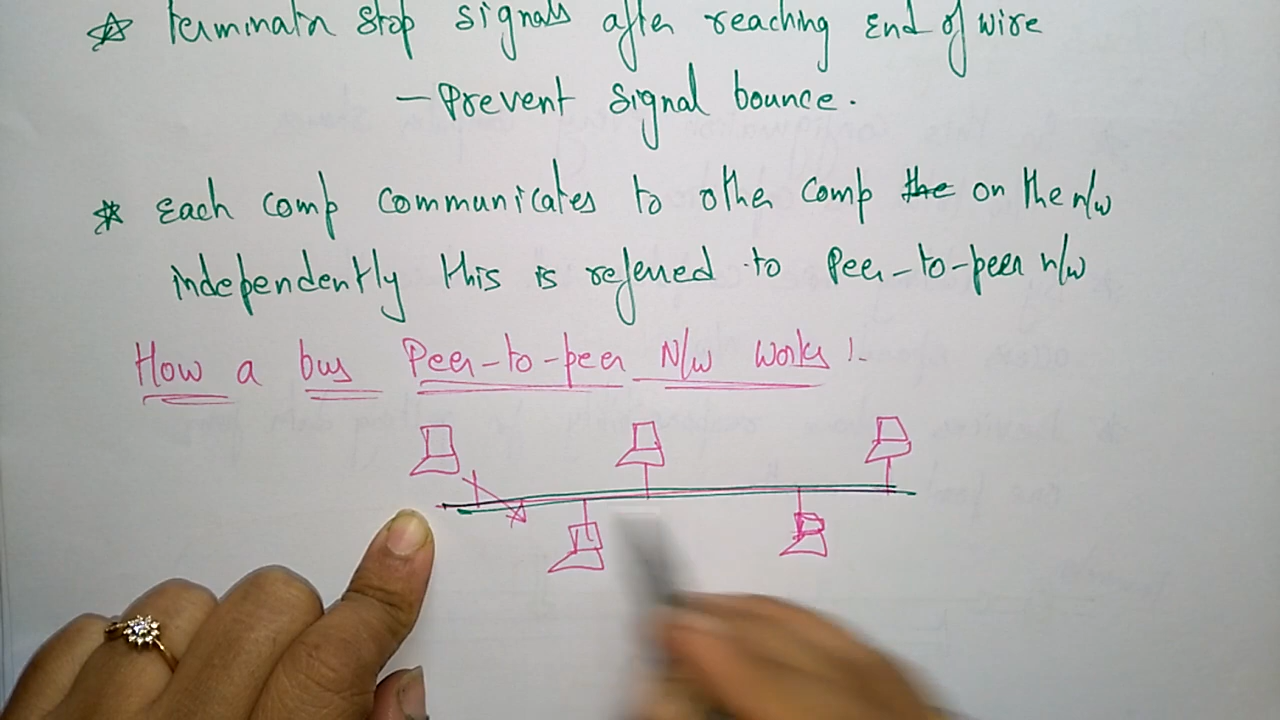 ☆ Terminatr stop signals after reaching End of wire
- Prevent signal bounce.
* Each comp communicates to other comp the on the n/w
independently this is referred to Peer-to-peer n/w
How a bus Peer-to-peer N/w works :-